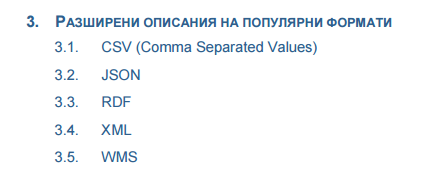 3. РАЗШИРЕНИ ОПИСАНИЯ НА ПОПУЛЯРНИ ФОРМАТИ
3.1. CSV (Comma Separated Values)
3.2. JSON
3.3. RDF
3.4. XML
3.5. WMS